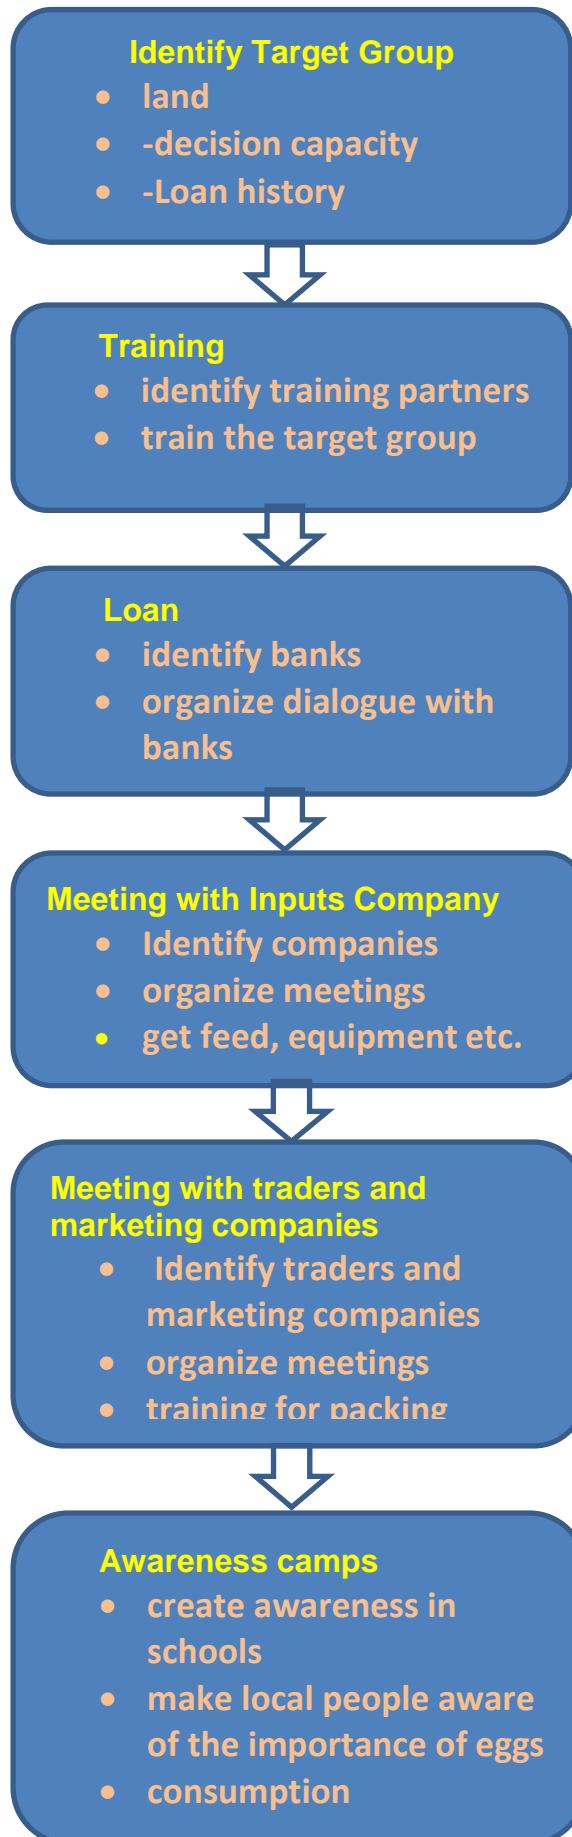 Identify Target Group
• land
• -decision capacity
• -Loan history
Training
• identify training partners
• train the target group
Loan
• identify banks
• organize dialogue with
banks
Meeting with Inputs Company
• Identify companies
• organize meetings
• get feed, equipment etc.
Meeting with traders and
marketing companies
• Identify traders and
marketing companies
• organize meetings
• training for packing
Awareness camps
• create awareness in
schools
• make local people aware
of the importance of eggs
• consumption